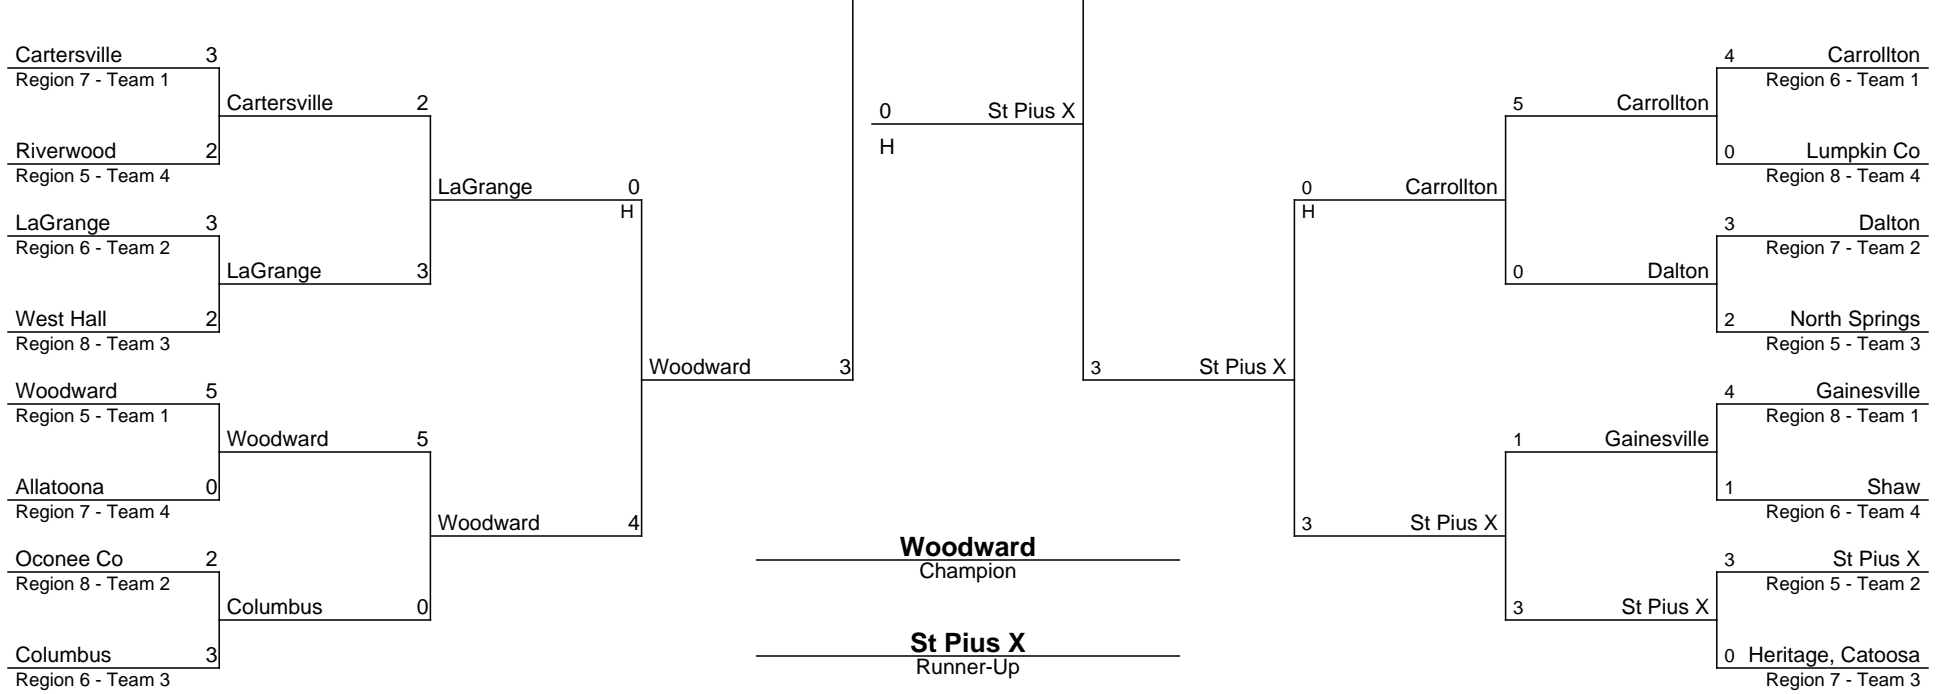 Cartersville 3
Region 7 - Team 1
Cartersville 2
Riverwood 2
Region 5 - Team 4
LaGrange 0
H
LaGrange 3
Region 6 - Team 2
LaGrange 3
West Hall 2
Region 8 - Team 3
Woodward 3
Woodward 5
Region 5 - Team 1
Woodward 5
Allatoona 0
Region 7 - Team 4
Woodward 4
Oconee Co 2
Region 8 - Team 2
Columbus 0
Columbus 3
Region 6 - Team 3
0 St Pius X
H
Woodward
Champion
St Pius X
Runner-Up
4 Carrollton
Region 6 - Team 1
5 Carrollton
0 Lumpkin Co
Region 8 - Team 4
0 Carrollton
H
3 Dalton
Region 7 - Team 2
0 Dalton
2 North Springs
Region 5 - Team 3
3 St Pius X
4 Gainesville
Region 8 - Team 1
1 Gainesville
1 Shaw
Region 6 - Team 4
3 St Pius X
3 St Pius X
Region 5 - Team 2
3 St Pius X
0 Heritage, Catoosa
Region 7 - Team 3